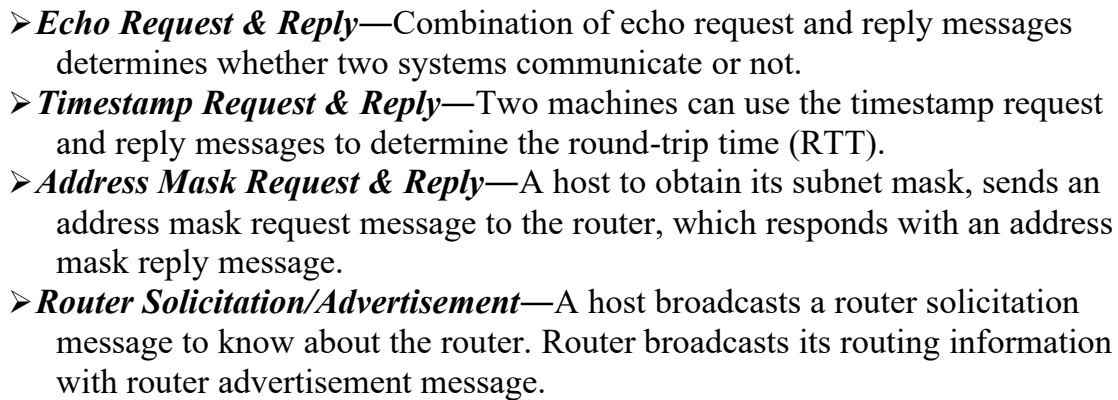 ➢ Echo Request & Reply—Combination of echo request and reply messages
determines whether two systems communicate or not.
➢ Timestamp Request & Reply—Two machines can use the timestamp request
and reply messages to determine the round-trip time (RTT).
➢ Address Mask Request & Reply—A host to obtain its subnet mask, sends an
address mask request message to the router, which responds with an address
mask reply message.
➢ Router Solicitation/Advertisement—A host broadcasts a router solicitation
message to know about the router. Router broadcasts its routing information
with router advertisement message.